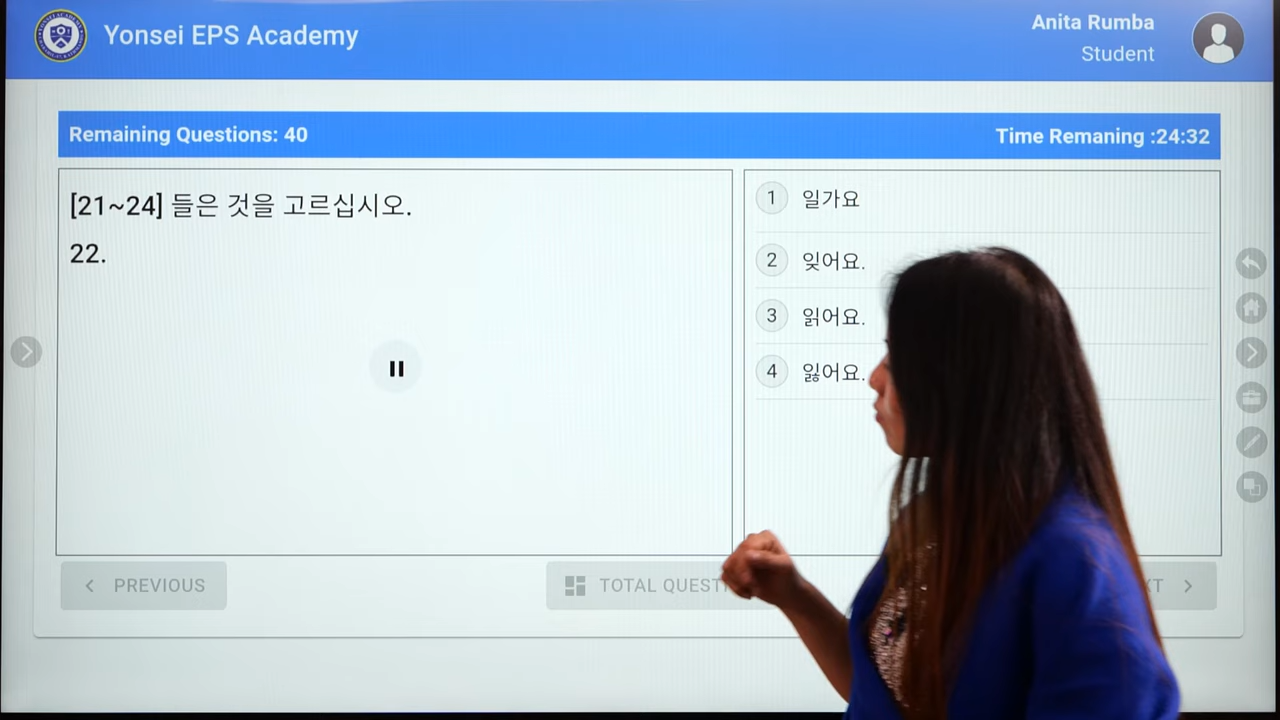 Yonsei EPS Academy
Anita Rumba
Student
Remaining Questions: 40
Time Remaning :24:32
[21~24] 들은 것을 고르십시오.
22.
1 일가요
2 잊어요.
3 읽어요.
4 잃어요.
PREVIOUS
TOTAL